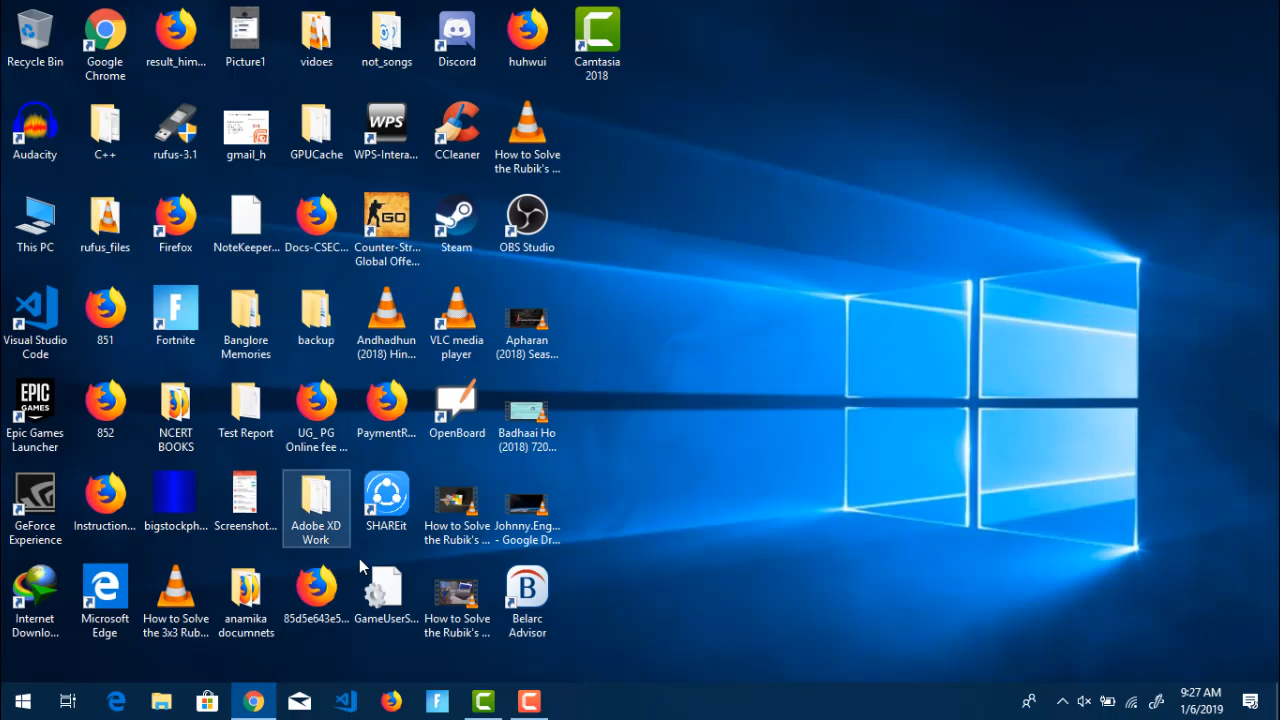 Recycle Bin
Google
Chrome
result_him...
Picture1
vidoes
not_songs
Discord
huhwui
Camtasia
2018
Audacity
C++
rufus-3.1
gmail_h
GPUCache
WPS
WPS-Intera...
CCleaner
How to Solve
the Rubik's ...
This PC
rufus_files
Firefox
NoteKeeper...
Docs-CSEC...
GO
Counter-Str...
Global Offe...
Steam
OBS Studio
Visual Studio
Code
851
Fortnite
Banglore
Memories
backup
Andhadhun
(2018) Hin...
VLC media
player
Apharan
(2018) Seas...
EPIC
GAMES
Epic Games
Launcher
852
NCERT
BOOKS
Test Report
UG_ PG
Online fee ...
PaymentR...
OpenBoard
Badhaai Ho
(2018) 720...
GeForce
Experience
Instruction...
bigstockph...
Screenshot...
Adobe XD
Work
SHAREit
How to Solve
the Rubik's ...
Johnny.Eng...
- Google Dr...
Internet
Downlo...
Microsoft
Edge
How to Solve
the 3x3 Rub...
anamika
documnets
85d5e643e5...
GameUserS...
How to Solve
the Rubik's ...
B
Belarc
Advisor
9:27 AM
1/6/2019